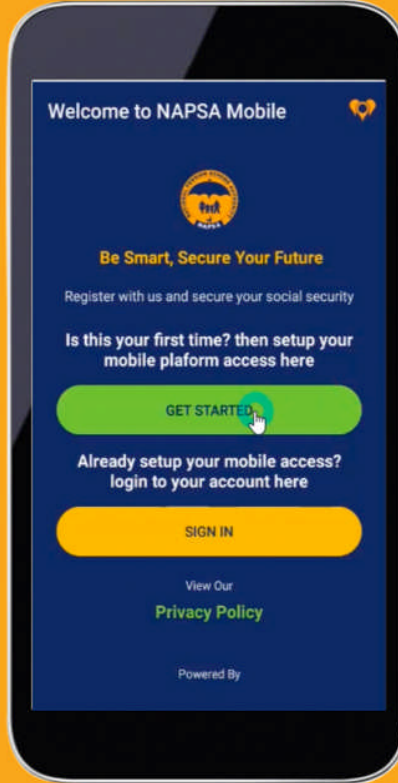 Welcome to NAPSA Mobile
NAPSA
Be Smart, Secure Your Future
Register with us and secure your social security
Is this your first time? then setup your
mobile plaform access here
GET STARTED
Already setup your mobile access?
login to your account here
SIGN IN
View Our
Privacy Policy
Powered By